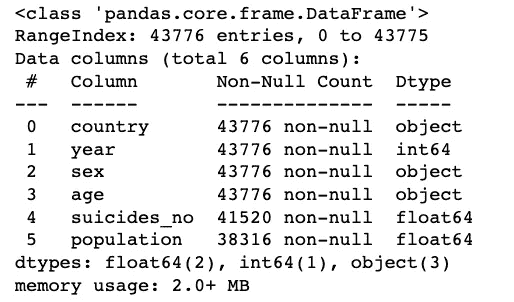 <class 'pandas.core.frame.DataFrame'>
RangeIndex: 43776 entries, 0 to 43775
Data columns (total 6 columns):
 #   Column       Non-Null Count  Dtype
---  ------       --------------  -----
 0   country      43776 non-null  object
 1   year         43776 non-null  int64
 2   sex          43776 non-null  object
 3   age          43776 non-null  object
 4   suicides_no  41520 non-null  float64
 5   population   38316 non-null  float64
dtypes: float64(2), int64(1), object(3)
memory usage: 2.0+ MB